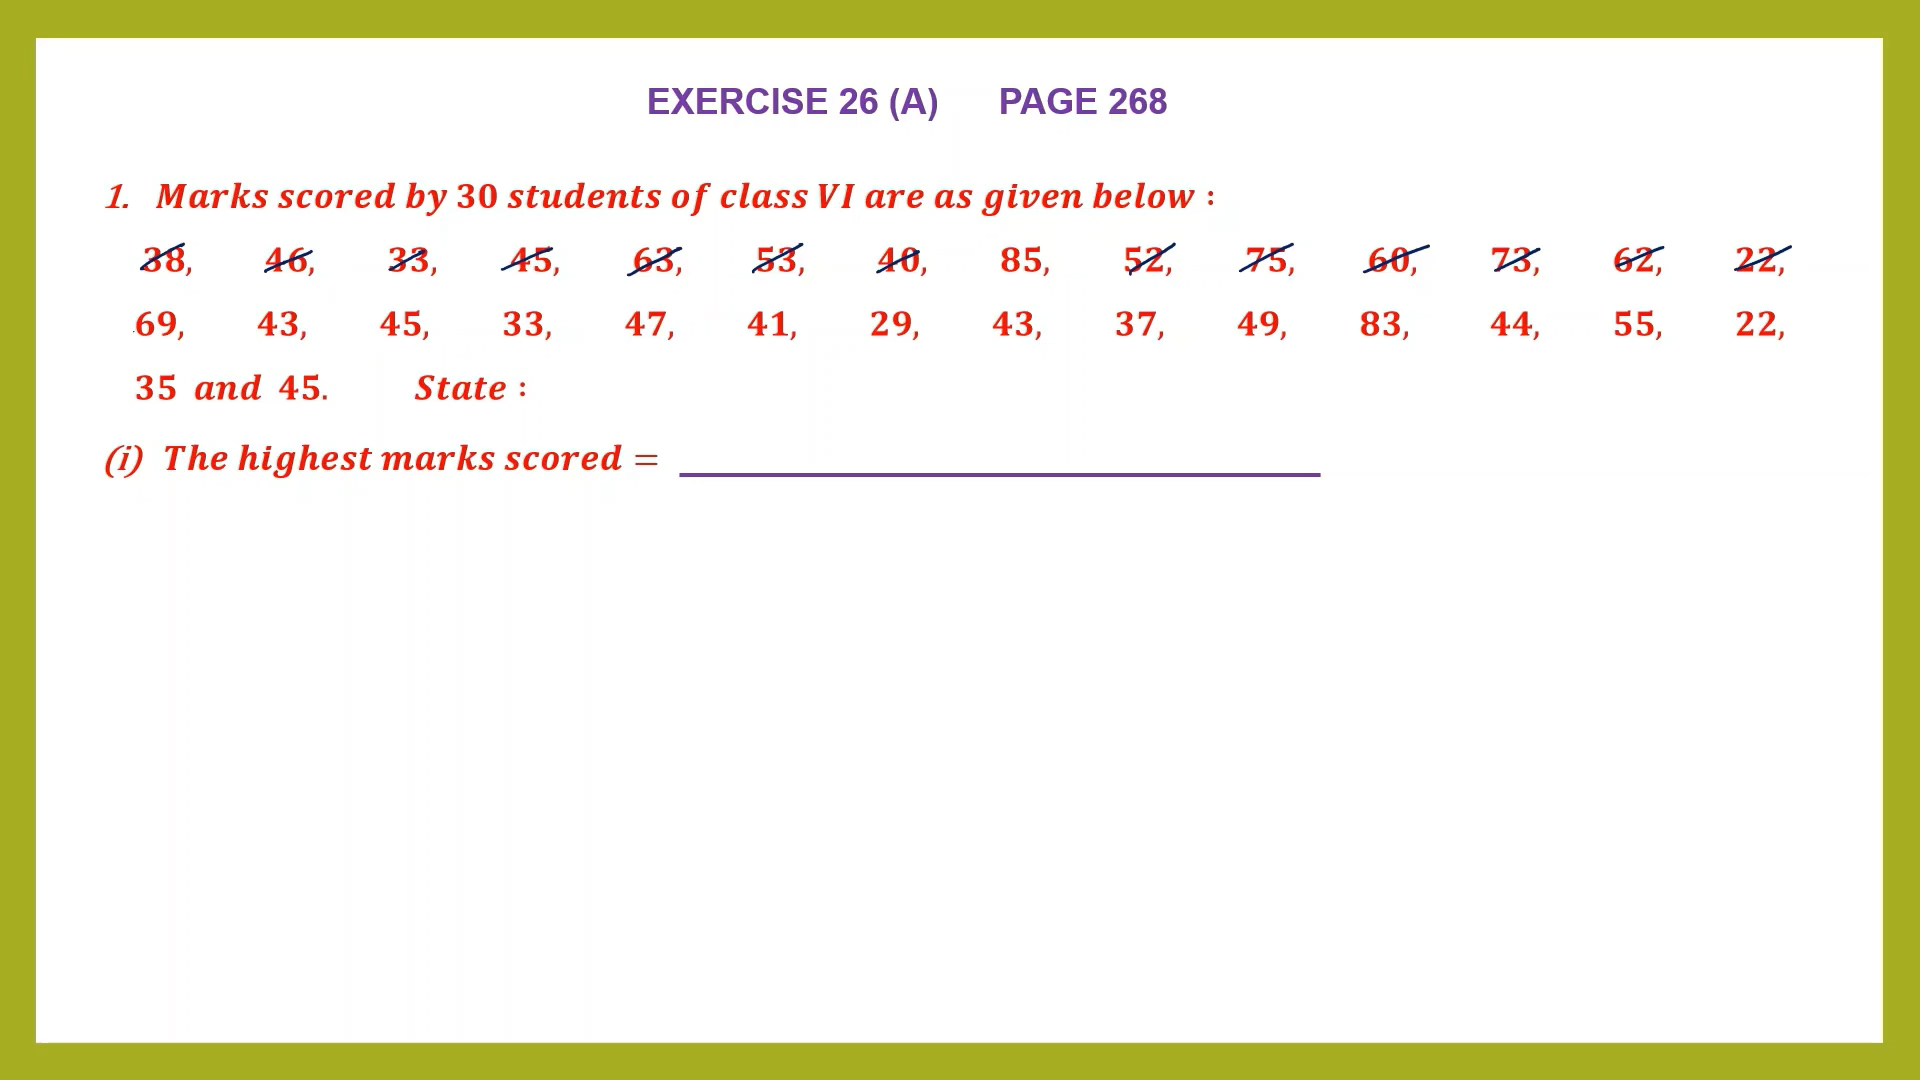 EXERCISE 26 (A) PAGE 268
1. Marks scored by 30 students of class VI are as given below :
38, 46, 33, 45, 63, 53, 40, 85, 52, 75, 60, 73, 62, 22,
69, 43, 45, 33, 47, 41, 29, 43, 37, 49, 83, 44, 55, 22,
35 and 45. State :
(i) The highest marks scored =